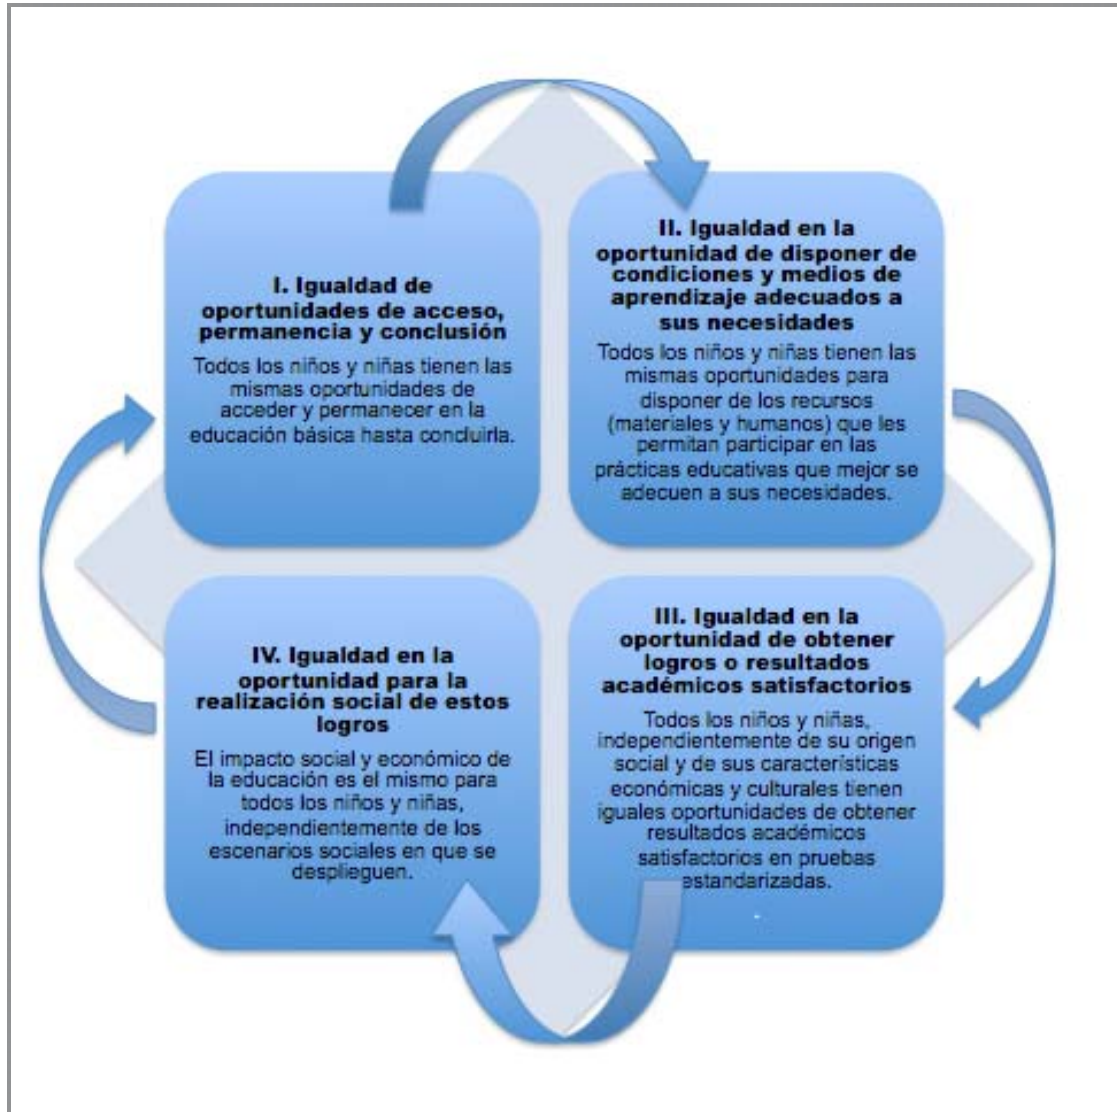 I. Igualdad de
oportunidades de acceso,
permanencia y conclusión
Todos los niños y niñas tienen las
mismas oportunidades de
acceder y permanecer en la
educación básica hasta concluirla.
II. Igualdad en la
oportunidad de disponer de
condiciones y medios de
aprendizaje adecuados a
sus necesidades
Todos los niños y niñas tienen las
mismas oportunidades para
disponer de los recursos
(materiales y humanos) que les
permitan participar en las
prácticas educativas que mejor se
adecuen a sus necesidades.
III. Igualdad en la
oportunidad de obtener
logros o resultados
académicos satisfactorios
Todos los niños y niñas,
independientemente de su origen
social y de sus características
económicas y culturales tienen
iguales oportunidades de obtener
resultados académicos
satisfactorios en pruebas
estandarizadas.
IV. Igualdad en la
oportunidad para la
realización social de estos
logros
El impacto social y económico de
la educación es el mismo para
todos los niños y niñas,
independientemente de los
escenarios sociales en que se
desplieguen.